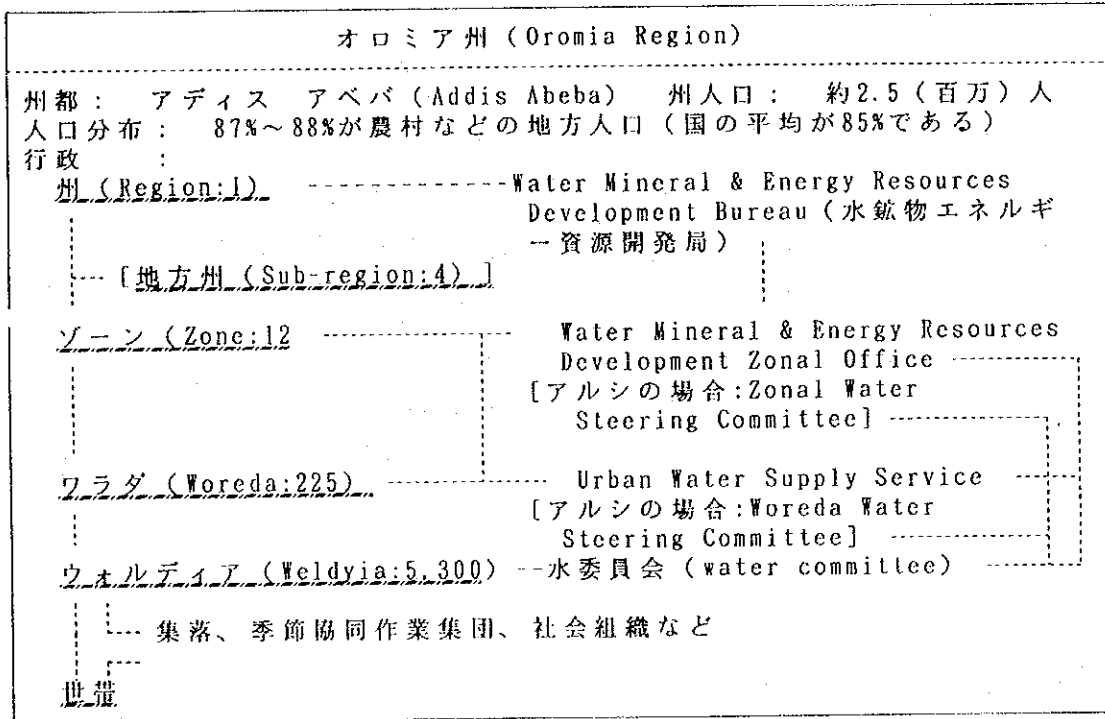 オロミア州 (Oromia Region)
州都: アディス アベバ (Addis Abeba) 州人口: 約2.5 (百万) 人
人口分布: 87%~88%が農村などの地方人口 (国の平均が85%である)
行政 :
州 (Region:1) Water Mineral & Energy Resources
Development Bureau (水鉱物エネルギ
ー資源開発局)
[地方州 (Sub-region:4) ]
ゾーン (Zone:12 Water Mineral & Energy Resources
Development Zonal Office
[アルシの場合:Zonal Water
Steering Committee]
ワラダ (Woreda:225) Urban Water Supply Service
[アルシの場合:Woreda Water
Steering Committee]
ウォルディア (Weldyia:5,300) 水委員会 (water committee)
集落、季節協同作業集団、社会組織など
世帯